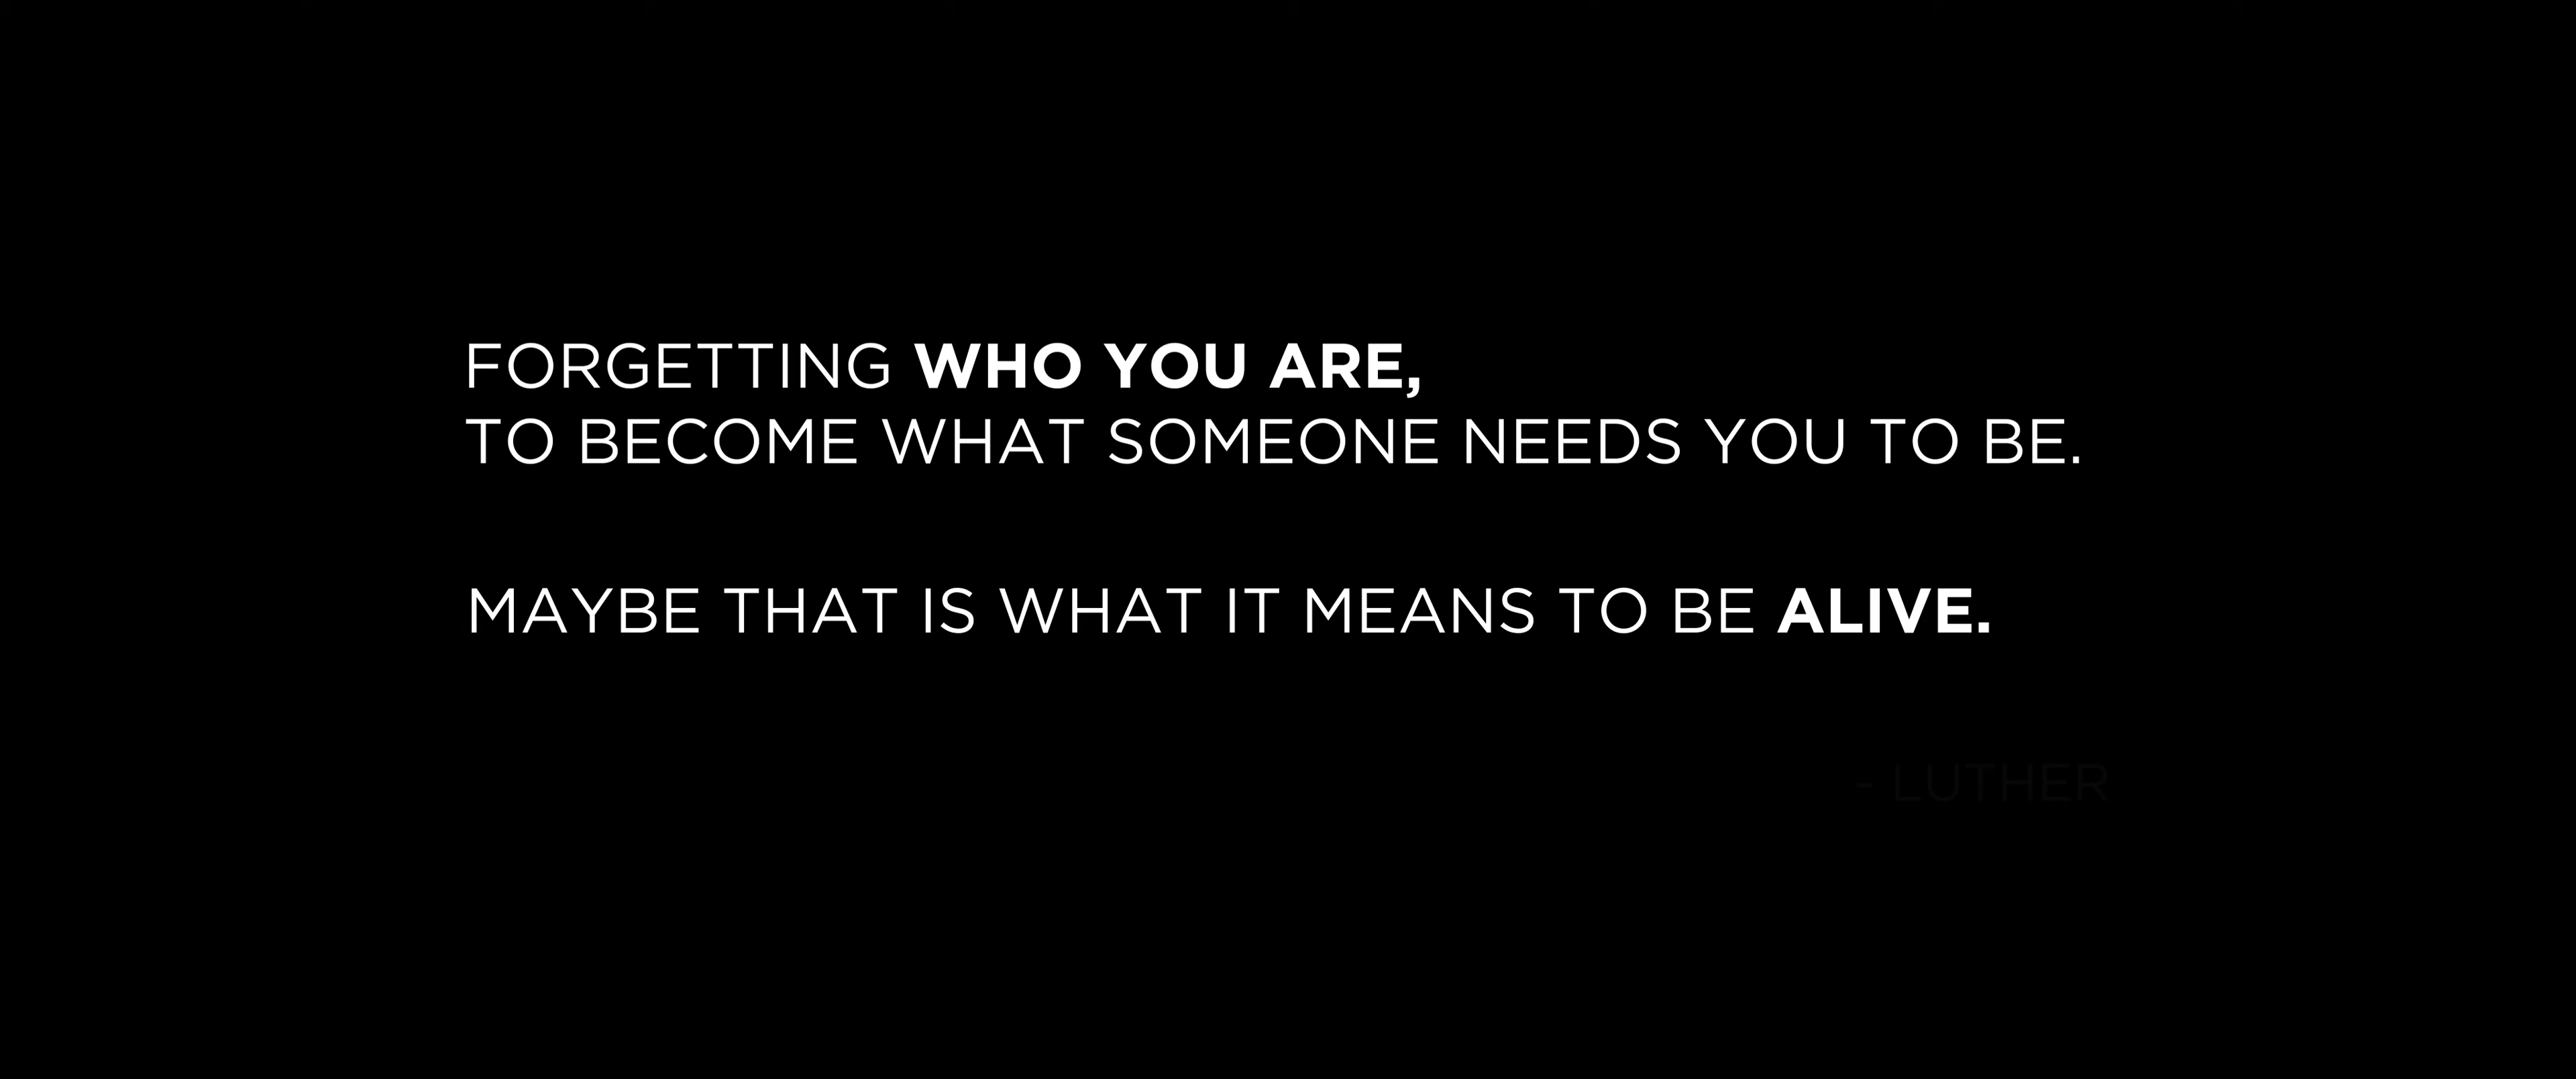 FORGETTING WHO YOU ARE,
TO BECOME WHAT SOMEONE NEEDS YOU TO BE.
MAYBE THAT IS WHAT IT MEANS TO BE ALIVE.
- LUTHER